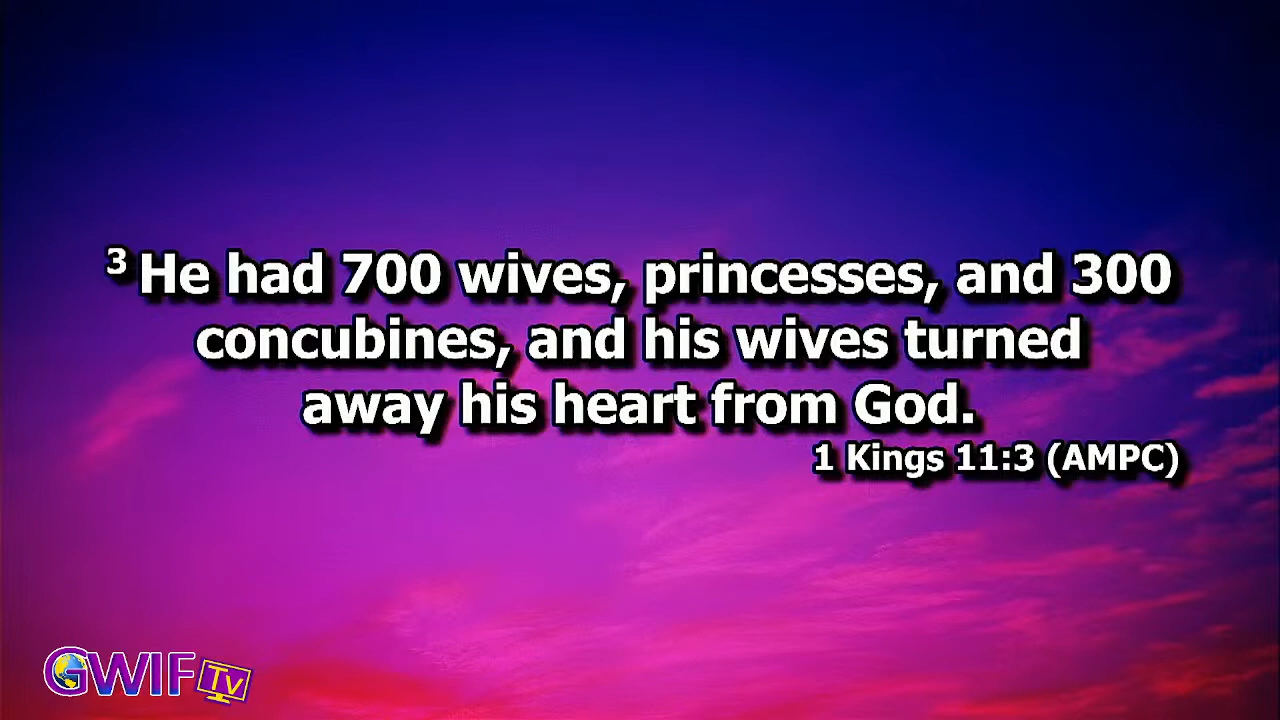 3 He had 700 wives, princesses, and 300
concubines, and his wives turned
away his heart from God.
1 Kings 11:3 (AMPC)
GWIF Tv